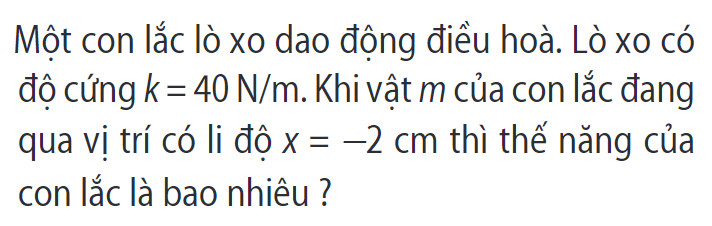 Một con lắc lò xo dao động điều hoà. Lò xo có
độ cứng k = 40 N/m. Khi vật m của con lắc đang
qua vị trí có li độ x = –2 cm thì thế năng của
con lắc là bao nhiêu ?